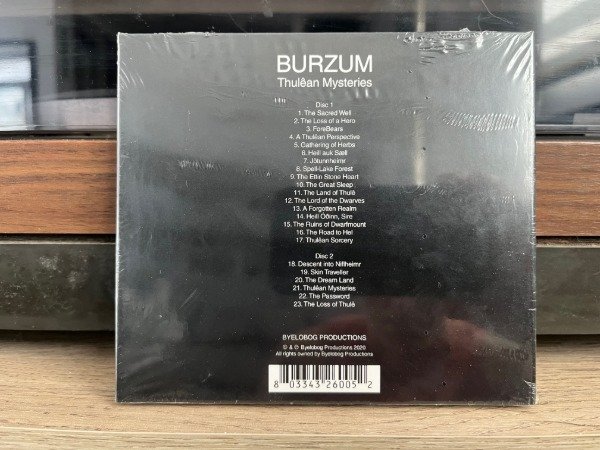 BURZUM
Thulêan Mysteries
Disc 1
1. The Sacred Well
2. The Loss of a Hero
3. ForeBears
4. A Thulêan Perspective
5. Gathering of Herbs
6. Heill auk Sæll
7. Jötunnheimr
8. Spell-Lake Forest
9. The Ettin Stone Heart
10. The Great Sleep
11. The Land of Thulê
12. The Lord of the Dwarves
13. A Forgotten Realm
14. Heill Óðinn, Sire
15. The Ruins of Dwarfmount
16. The Road to Hel
17. Thulêan Sorcery
Disc 2
18. Descent into Niflheimr
19. Skin Traveller
20. The Dream Land
21. Thulêan Mysteries
22. The Password
23. The Loss of Thulê
BYELOBOG PRODUCTIONS
© & ℗ Byelobog Productions 2020
All rights owned by Byelobog Productions
8 03343 26005 2